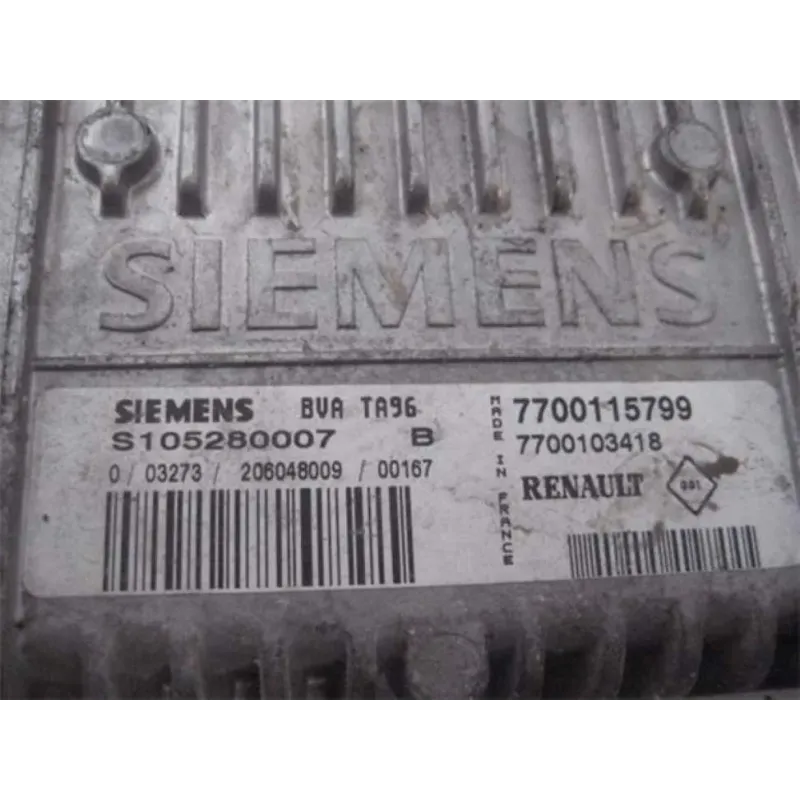 SIEMENS
SIEMENS BVA TA96
S105280007 B
0 / 03273 / 206048009 / 00167
MADE IN FRANCE
7700115799
7700103418
RENAULT